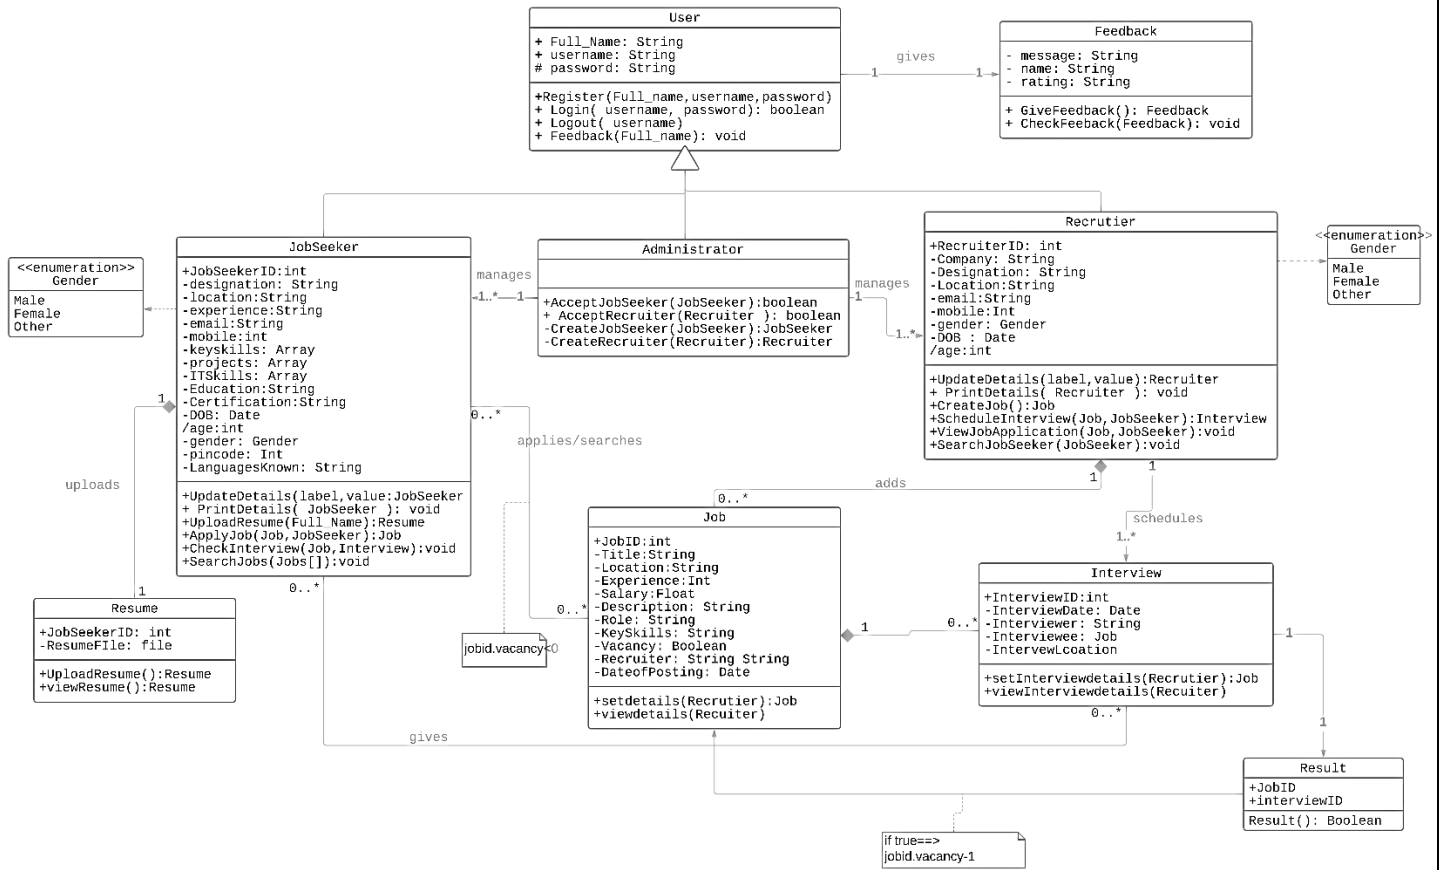 User
+ Full_Name: String
+ username: String
# password: String
+Register(Full_name,username,password)
+ Login( username, password): boolean
+ Logout( username)
+ Feedback(Full_name): void
gives
1
1
Feedback
- message: String
- name: String
- rating: String
+ GiveFeedback(): Feedback
+ CheckFeeback(Feedback): void
<<enumeration>>
Gender
Male
Female
Other
JobSeeker
+JobSeekerID:int
-designation: String
-location:String
-experience:String
-email:String
-mobile:int
-keyskills: Array
-projects: Array
-ITSkills: Array
-Education:String
-Certification:String
-DOB: Date
/age:int
-gender: Gender
-pincode: Int
-LanguagesKnown: String
+UpdateDetails(label,value:JobSeeker
+ PrintDetails( JobSeeker ): void
+UploadResume(Full_Name):Resume
+ApplyJob(Job,JobSeeker):Job
+CheckInterview(Job,Interview):void
+SearchJobs(Jobs[]):void
manages
1..*
1
Administrator
+AcceptJobSeeker(JobSeeker):boolean
+ AcceptRecruiter(Recruiter ): boolean
-CreateJobSeeker(JobSeeker):JobSeeker
-CreateRecruiter(Recruiter):Recruiter
manages
1
1..*
Recrutier
+RecruiterID: int
-Company: String
-Designation: String
-Location:String
-email:String
-mobile:Int
-gender: Gender
-DOB : Date
/age:int
+UpdateDetails(label,value):Recruiter
+ PrintDetails( Recruiter ): void
+CreateJob():Job
+ScheduleInterview(Job,JobSeeker):Interview
+ViewJobApplication(Job,JobSeeker):void
+SearchJobSeeker(JobSeeker):void
<<enumeration>>
Gender
Male
Female
Other
1
uploads
1
0..*
applies/searches
0..*
jobid.vacancy<0
1
adds
0..*
1
schedules
1..*
Resume
+JobSeekerID: int
-ResumeFIle: file
+UploadResume():Resume
+viewResume():Resume
0..*
gives
0..*
Job
+JobID:int
-Title:String
-Location:String
-Experience:Int
-Salary:Float
-Description: String
-Role: String
-KeySkills: String
-Vacancy: Boolean
-Recruiter: String String
-DateofPosting: Date
+setdetails(Recrutier):Job
+viewdetails(Recuiter)
1
0..*
Interview
+InterviewID:int
-InterviewDate: Date
-Interviewer: String
-Interviewee: Job
-IntervewLcoation
+setInterviewdetails(Recrutier):Job
+viewInterviewdetails(Recuiter)
1
1
Result
+JobID
+interviewID
Result(): Boolean
if true==>
jobid.vacancy-1